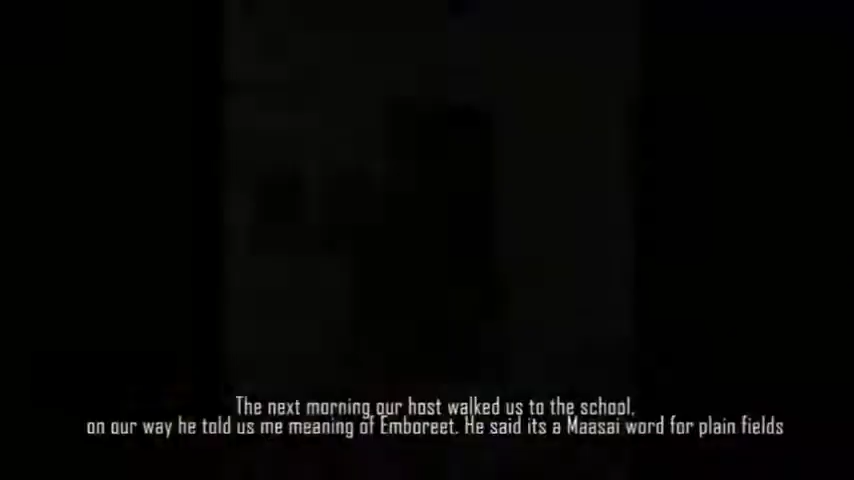 The next morning our host walked us to the school,
on our way he told us me meaning of Emboreet. He said its a Maasai word for plain fields